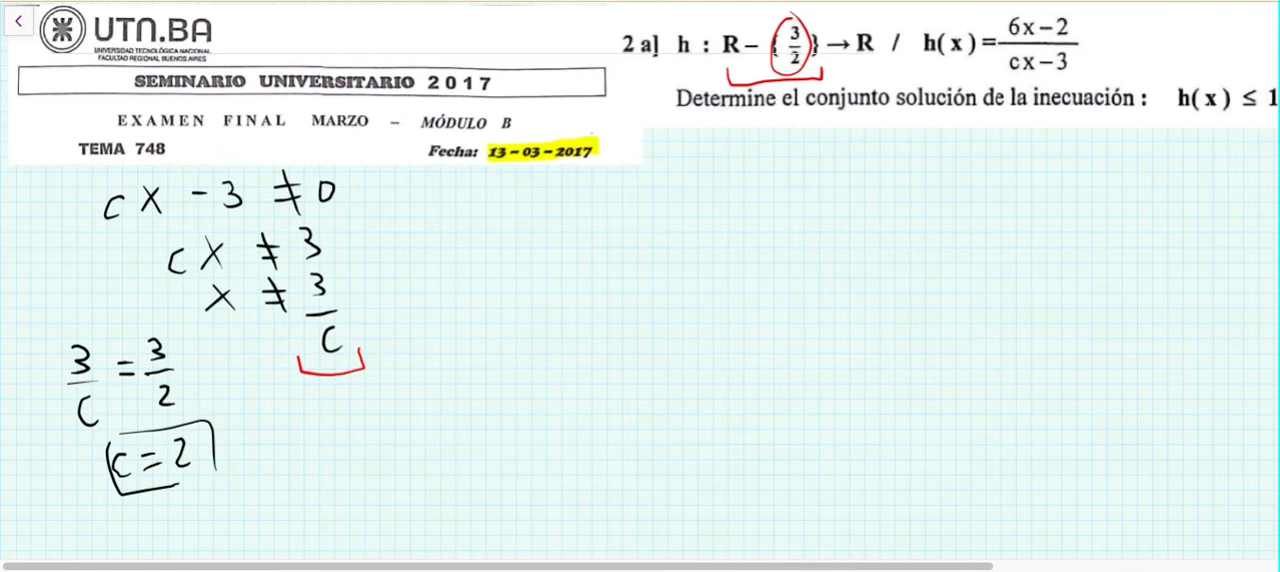 UTN.BA
UNIVERSIDAD TECNOLÓGICA NACIONAL
FACULTAD REGIONAL BUENOS AIRES
SEMINARIO UNIVERSITARIO 2017
EXAMEN FINAL MARZO – MÓDULO B
TEMA 748 Fecha: 13-03-2017
2 a] h : R – { 3/2 } → R / h( x ) = 6x – 2 / cx – 3
Determine el conjunto solución de la inecuación : h( x ) ≤ 1
cx - 3 ≠ 0
cx ≠ 3
x ≠ 3/c
3/c = 3/2
c = 2